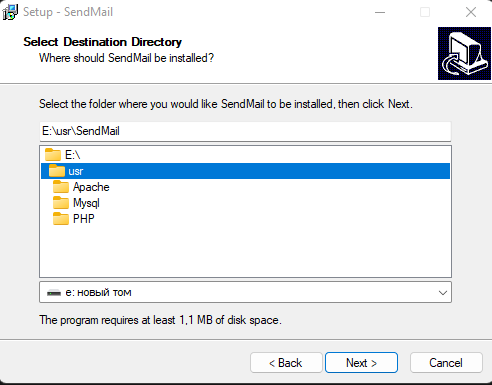 Setup - SendMail
Select Destination Directory
Where should SendMail be installed?
Select the folder where you would like SendMail to be installed, then click Next.
E:\usr\SendMail
E:\
usr
Apache
Mysql
PHP
e: новый том
The program requires at least 1,1 MB of disk space.
< Back
Next >
Cancel